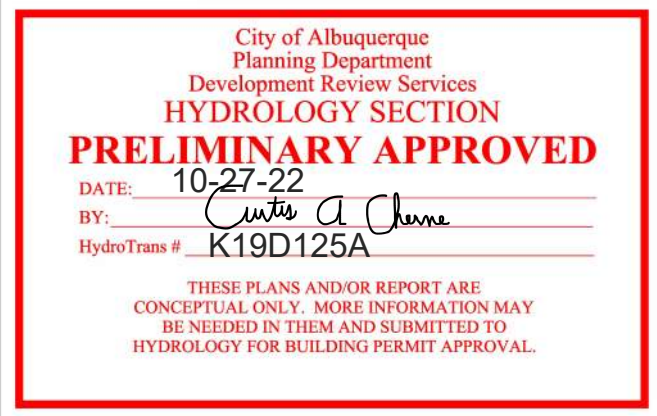 City of Albuquerque
Planning Department
Development Review Services
HYDROLOGY SECTION
PRELIMINARY APPROVED
DATE: 10-27-22
BY: Curtis A Cherne
HydroTrans # K19D125A
THESE PLANS AND/OR REPORT ARE
CONCEPTUAL ONLY. MORE INFORMATION MAY
BE NEEDED IN THEM AND SUBMITTED TO
HYDROLOGY FOR BUILDING PERMIT APPROVAL.